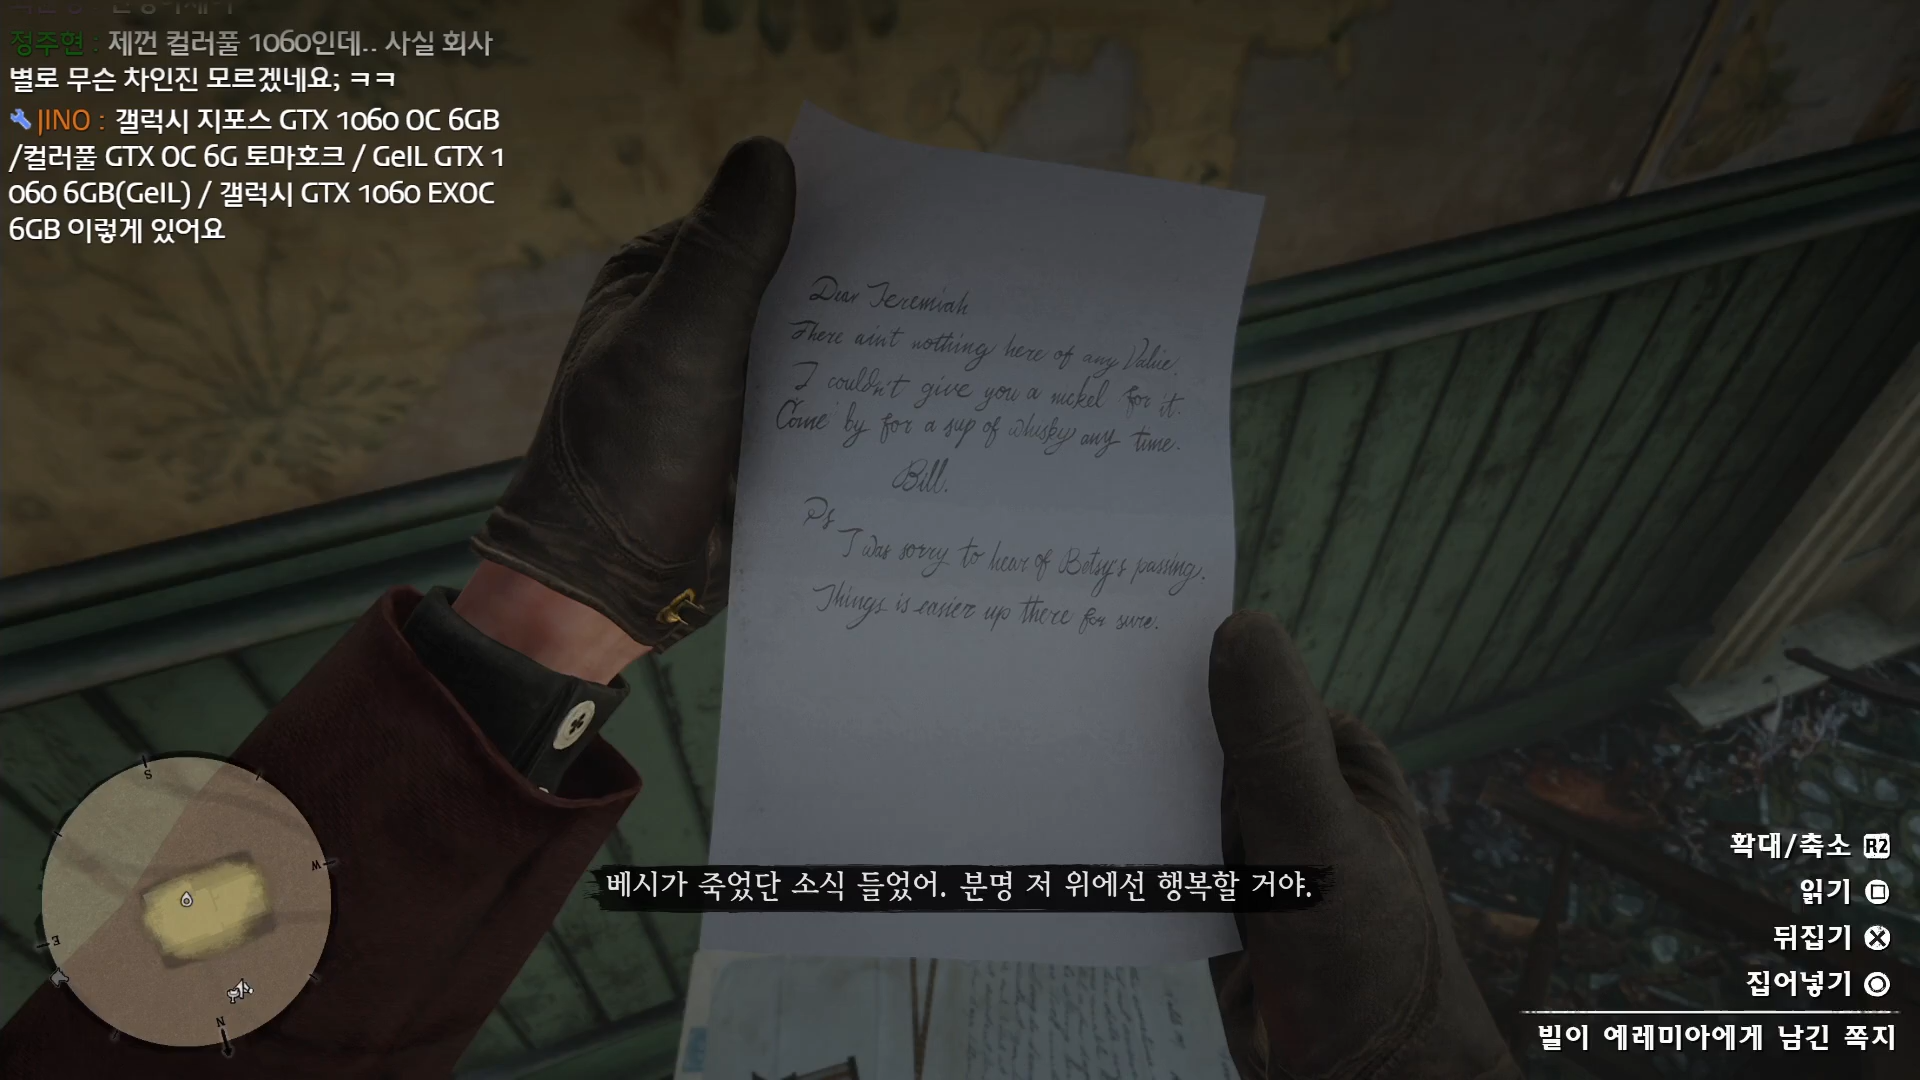 정주현 : 제껀 컬러풀 1060인데.. 사실 회사
별로 무슨 차인진 모르겠네요; ㅋㅋ
JINO : 갤럭시 지포스 GTX 1060 OC 6GB
/컬러풀 GTX OC 6G 토마호크 / GeIL GTX 1
060 6GB(GeIL) / 갤럭시 GTX 1060 EXOC
6GB 이렇게 있어요
Dear Jeremiah
There aint nothing here of any Value.
I couldn't give you a nickel for it.
Come by for a sup of whisky any time.
Bill.
Ps
I was sorry to hear of Betsy's passing.
Things is easier up there for sure.
S
W
E
N
베시가 죽었단 소식 들었어. 분명 저 위에선 행복할 거야.
확대/축소 R2
읽기
뒤집기
집어넣기
빌이 예레미아에게 남긴 쪽지